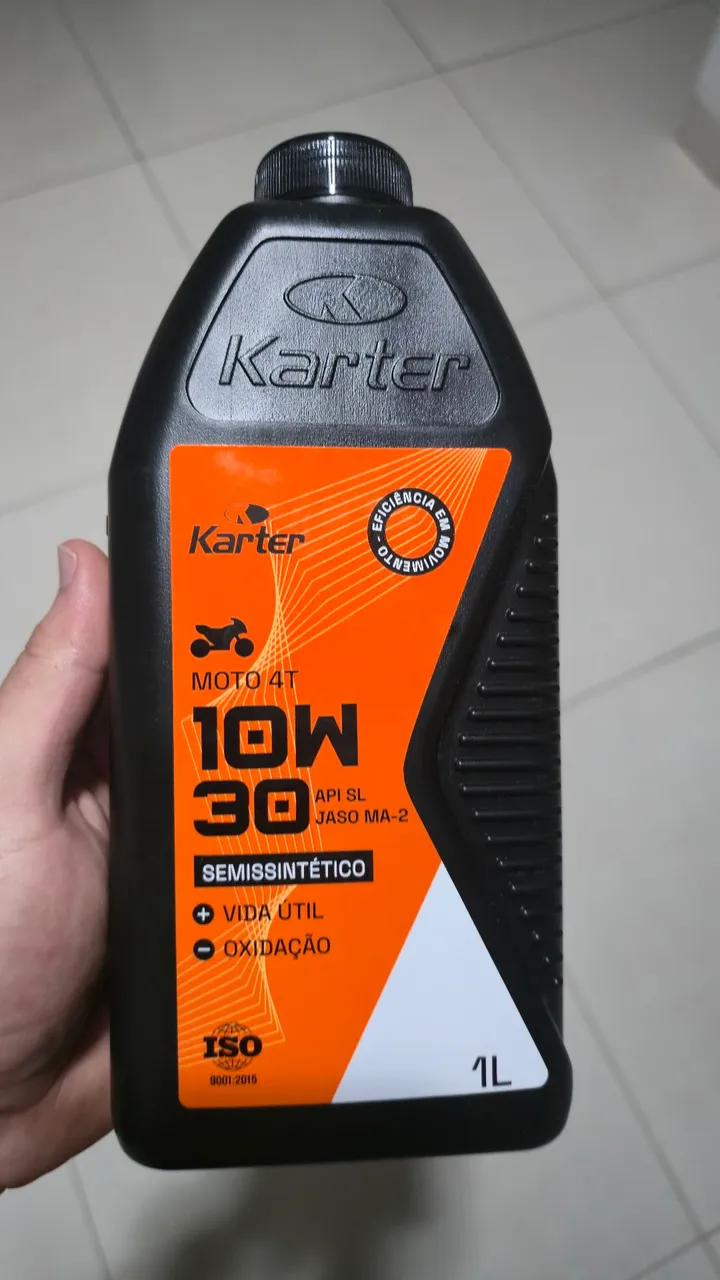 Karter
Karter
EFICIÊNCIA EM MOVIMENTO -
MOTO 4T
10W
30
API SL
JASO MA-2
SEMISSINTÉTICO
+ VIDA ÚTIL
- OXIDAÇÃO
ISO
9001:2015
1L